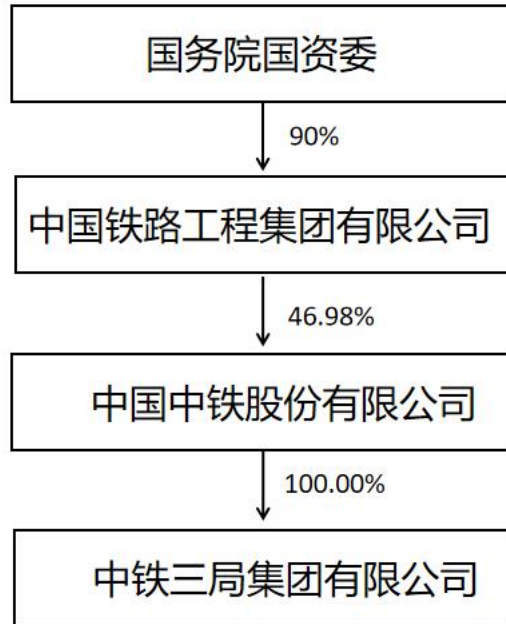 国务院国资委
90%
中国铁路工程集团有限公司
46.98%
中国中铁股份有限公司
100.00%
中铁三局集团有限公司